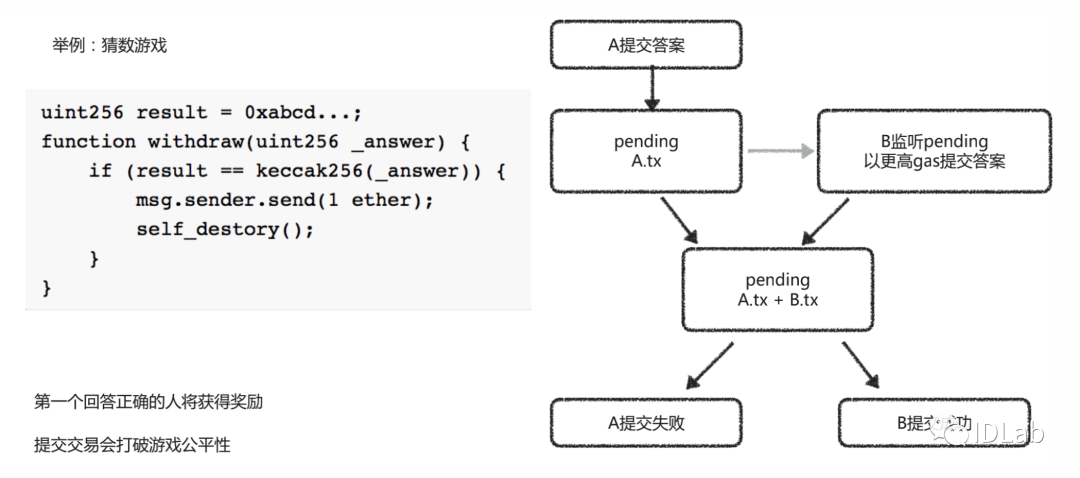 举例：猜数游戏
uint256 result = 0xabcd...;
function withdraw(uint256 _answer) {
if (result == keccak256(_answer)) {
msg.sender.send(1 ether);
self_destory();
}
}
第一个回答正确的人将获得奖励
提交交易会打破游戏公平性
A提交答案
pending
A.tx
B监听pending
以更高gas提交答案
pending
A.tx + B.tx
A提交失败
B提交 功
IDLab